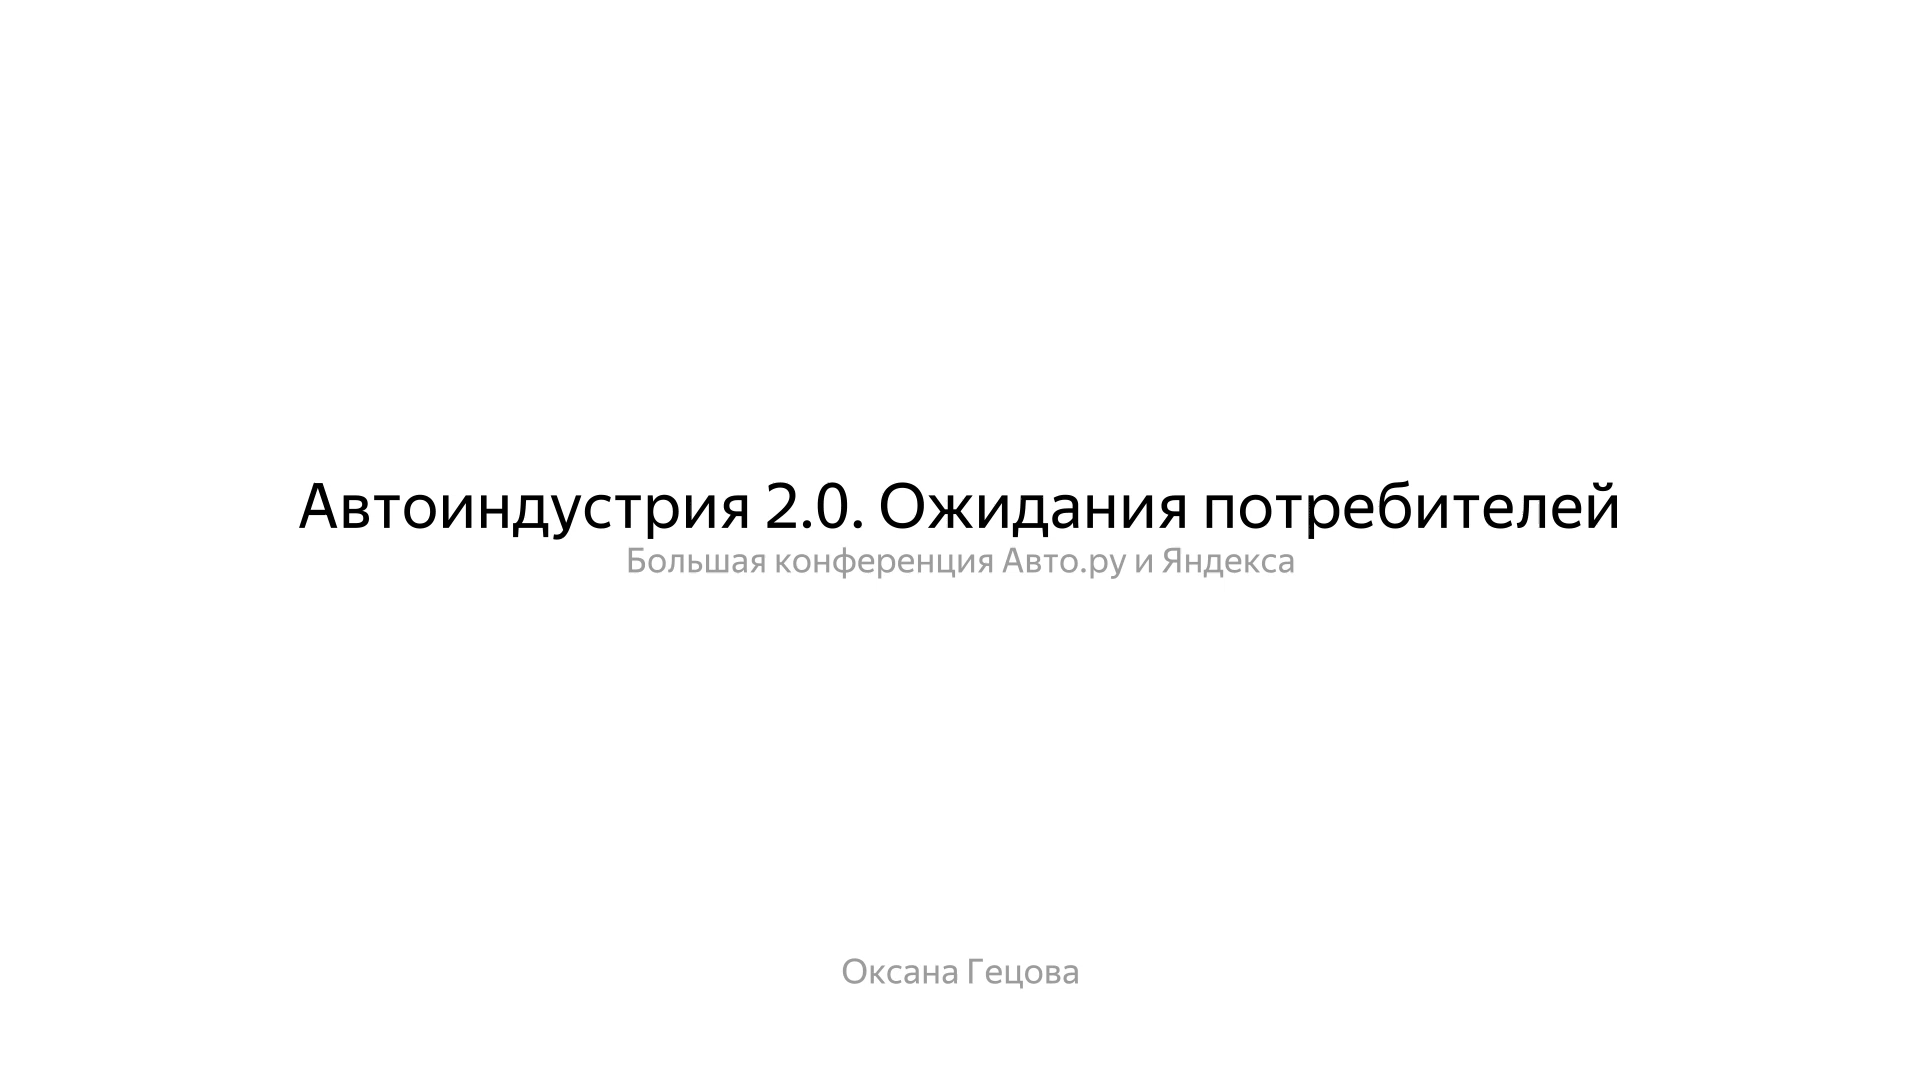 Автоиндустрия 2.0. Ожидания потребителей
Большая конференция Авто.ру и Яндекса
Оксана Гецова